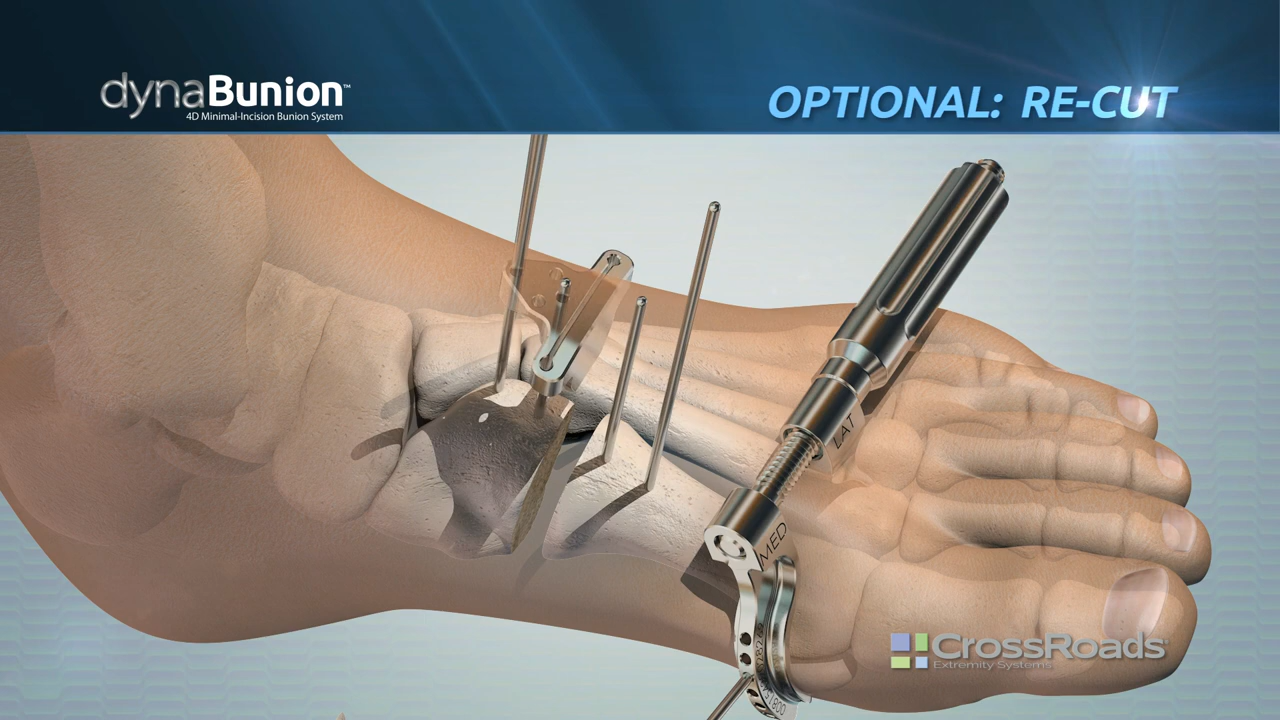 dynaBunion™
4D Minimal-Incision Bunion System
OPTIONAL: RE-CUT
LAT
MED
CrossRoads
Extremity Systems